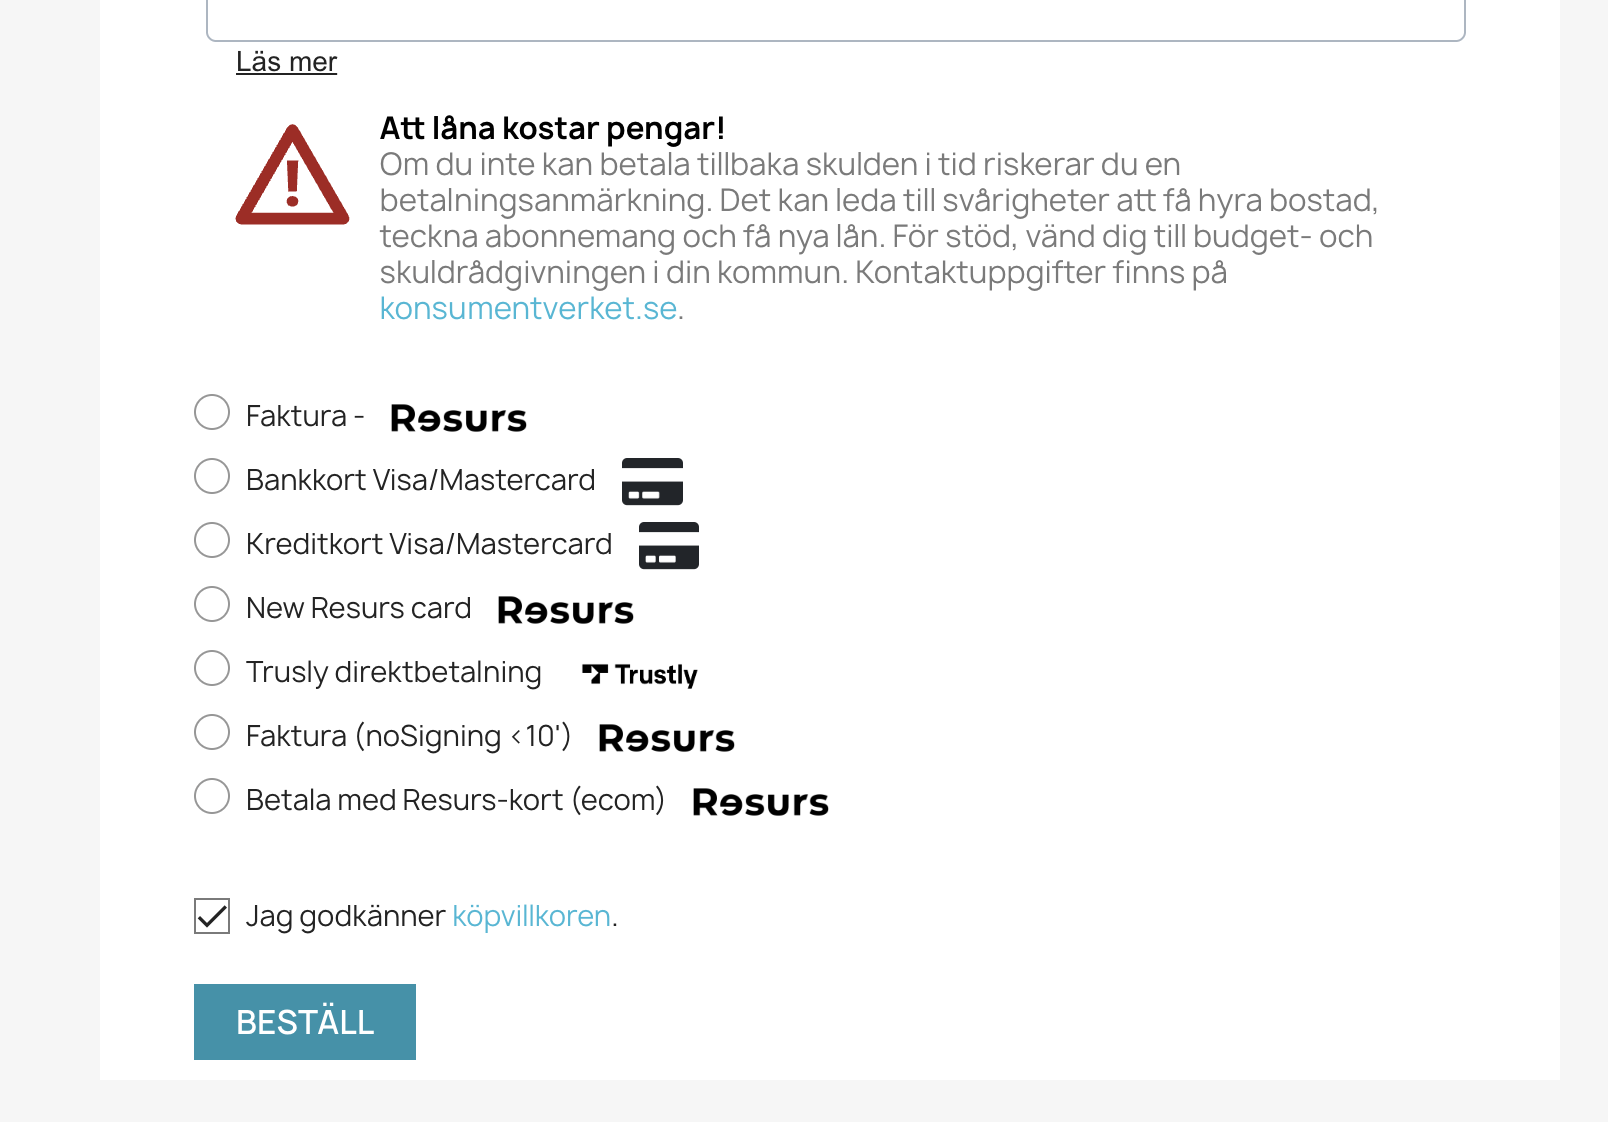 Läs mer
Att låna kostar pengar!
Om du inte kan betala tillbaka skulden i tid riskerar du en
betalningsanmärkning. Det kan leda till svårigheter att få hyra bostad,
teckna abonnemang och få nya lån. För stöd, vänd dig till budget- och
skuldrådgivningen i din kommun. Kontaktuppgifter finns på
konsumentverket.se.
Faktura - Resurs
Bankkort Visa/Mastercard
Kreditkort Visa/Mastercard
New Resurs card Resurs
Trusly direktbetalning Trustly
Faktura (noSigning <10') Resurs
Betala med Resurs-kort (ecom) Resurs
Jag godkänner köpvillkoren.
BESTÄLL